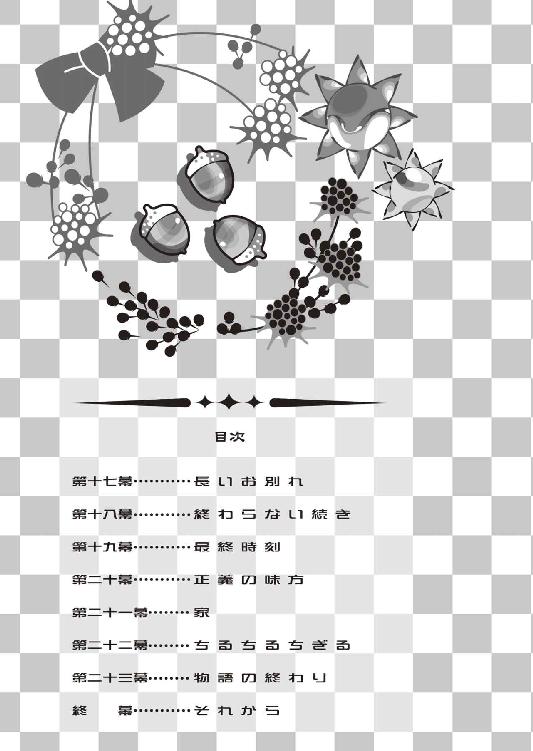 目次
第十七幕…………長いお別れ
第十八幕…………終わらない続き
第十九幕…………最終時刻
第二十幕…………正義の味方
第二十一幕………家
第二十二幕………ちるちるちぎる
第二十三幕………物語の終わり
終　　幕…………それから